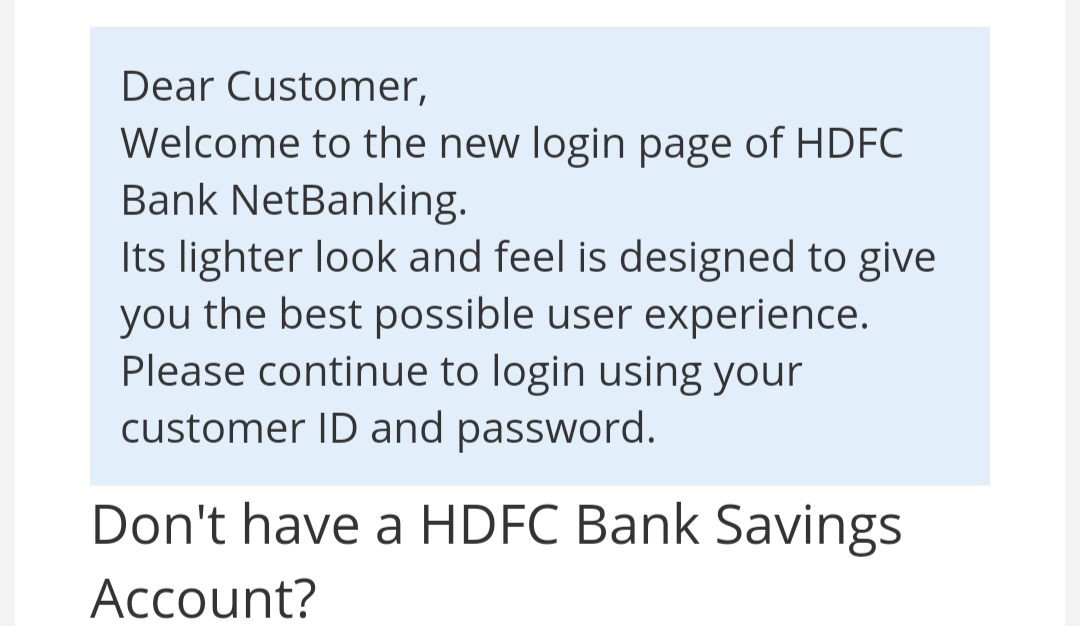 Dear Customer,
Welcome to the new login page of HDFC
Bank NetBanking.
Its lighter look and feel is designed to give
you the best possible user experience.
Please continue to login using your
customer ID and password.
Don't have a HDFC Bank Savings
Account?